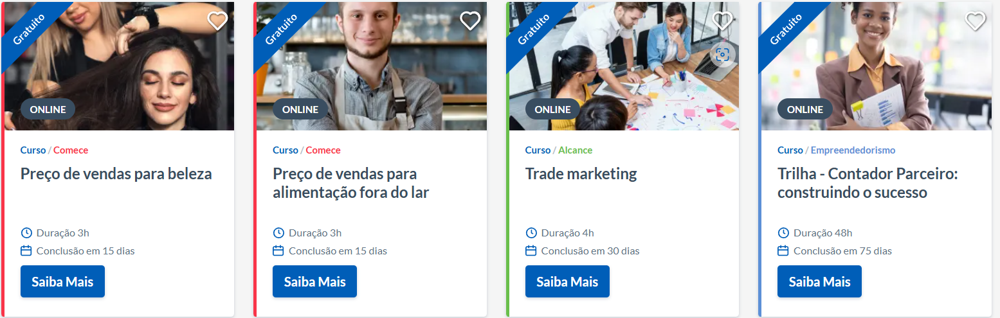 Gratuito
ONLINE
Curso / Comece
Preço de vendas para beleza
Duração 3h
Conclusão em 15 dias
Saiba Mais
Gratuito
ONLINE
Curso / Comece
Preço de vendas para
alimentação fora do lar
Duração 3h
Conclusão em 15 dias
Saiba Mais
Gratuito
ONLINE
Curso / Alcance
Trade marketing
Duração 4h
Conclusão em 30 dias
Saiba Mais
Gratuito
ONLINE
Curso / Empreendedorismo
Trilha - Contador Parceiro:
construindo o sucesso
Duração 48h
Conclusão em 75 dias
Saiba Mais